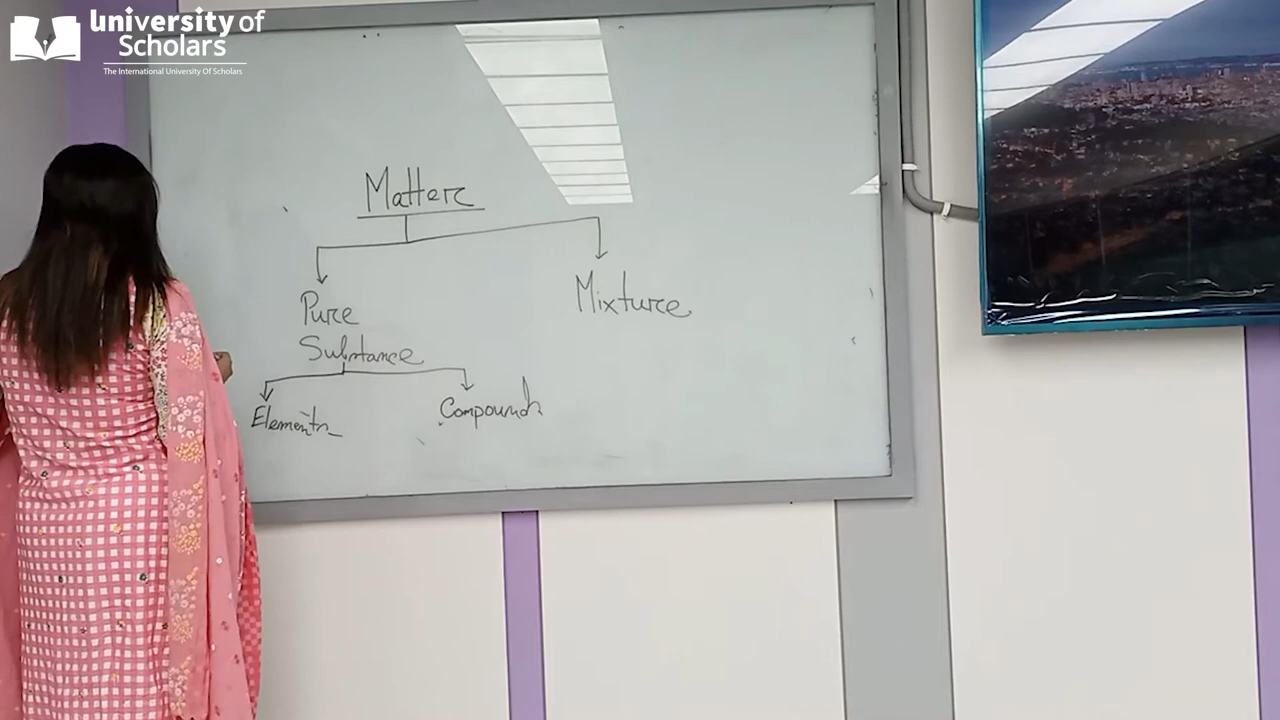 University of
Scholars
The International University Of Scholars
Matter
Pure
Substance
Mixture
Elements
Compounds